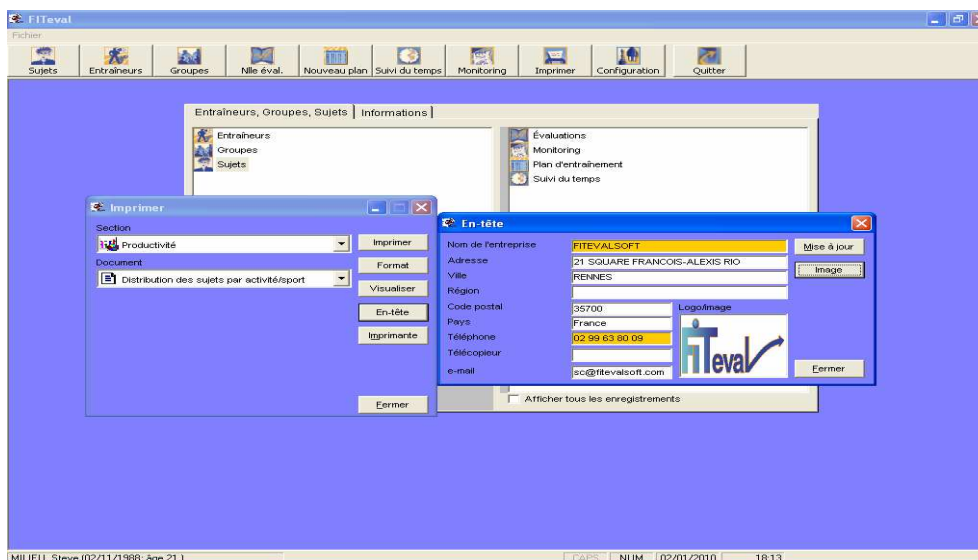 FITeval
Fichier
Sujets Entraîneurs Groupes Nlle éval. Nouveau plan Suivi du temps Monitoring Imprimer Configuration Quitter
Entraîneurs, Groupes, Sujets Informations
Entraîneurs
Groupes
Sujets
Évaluations
Monitoring
Plan d'entraînement
Suivi du temps
Imprimer
Section
Productivité
Document
Distribution des sujets par activité/sport
Imprimer
Format
Visualiser
En-tête
Imprimante
Fermer
En-tête
Nom de l'entreprise FITEVALSOFT
Adresse 21 SQUARE FRANCOIS-ALEXIS RIO
Ville RENNES
Région
Code postal 35700
Pays France
Téléphone 02 99 63 80 09
Télécopieur
e-mail sc@fitevalsoft.com
Logo/Image
FITeval
Mise à jour
Image
Fermer
Afficher tous les enregistrements
MILIEU, Steve (02/11/1988; âge 21 ) CAPS NUM 02/01/2010 18:13